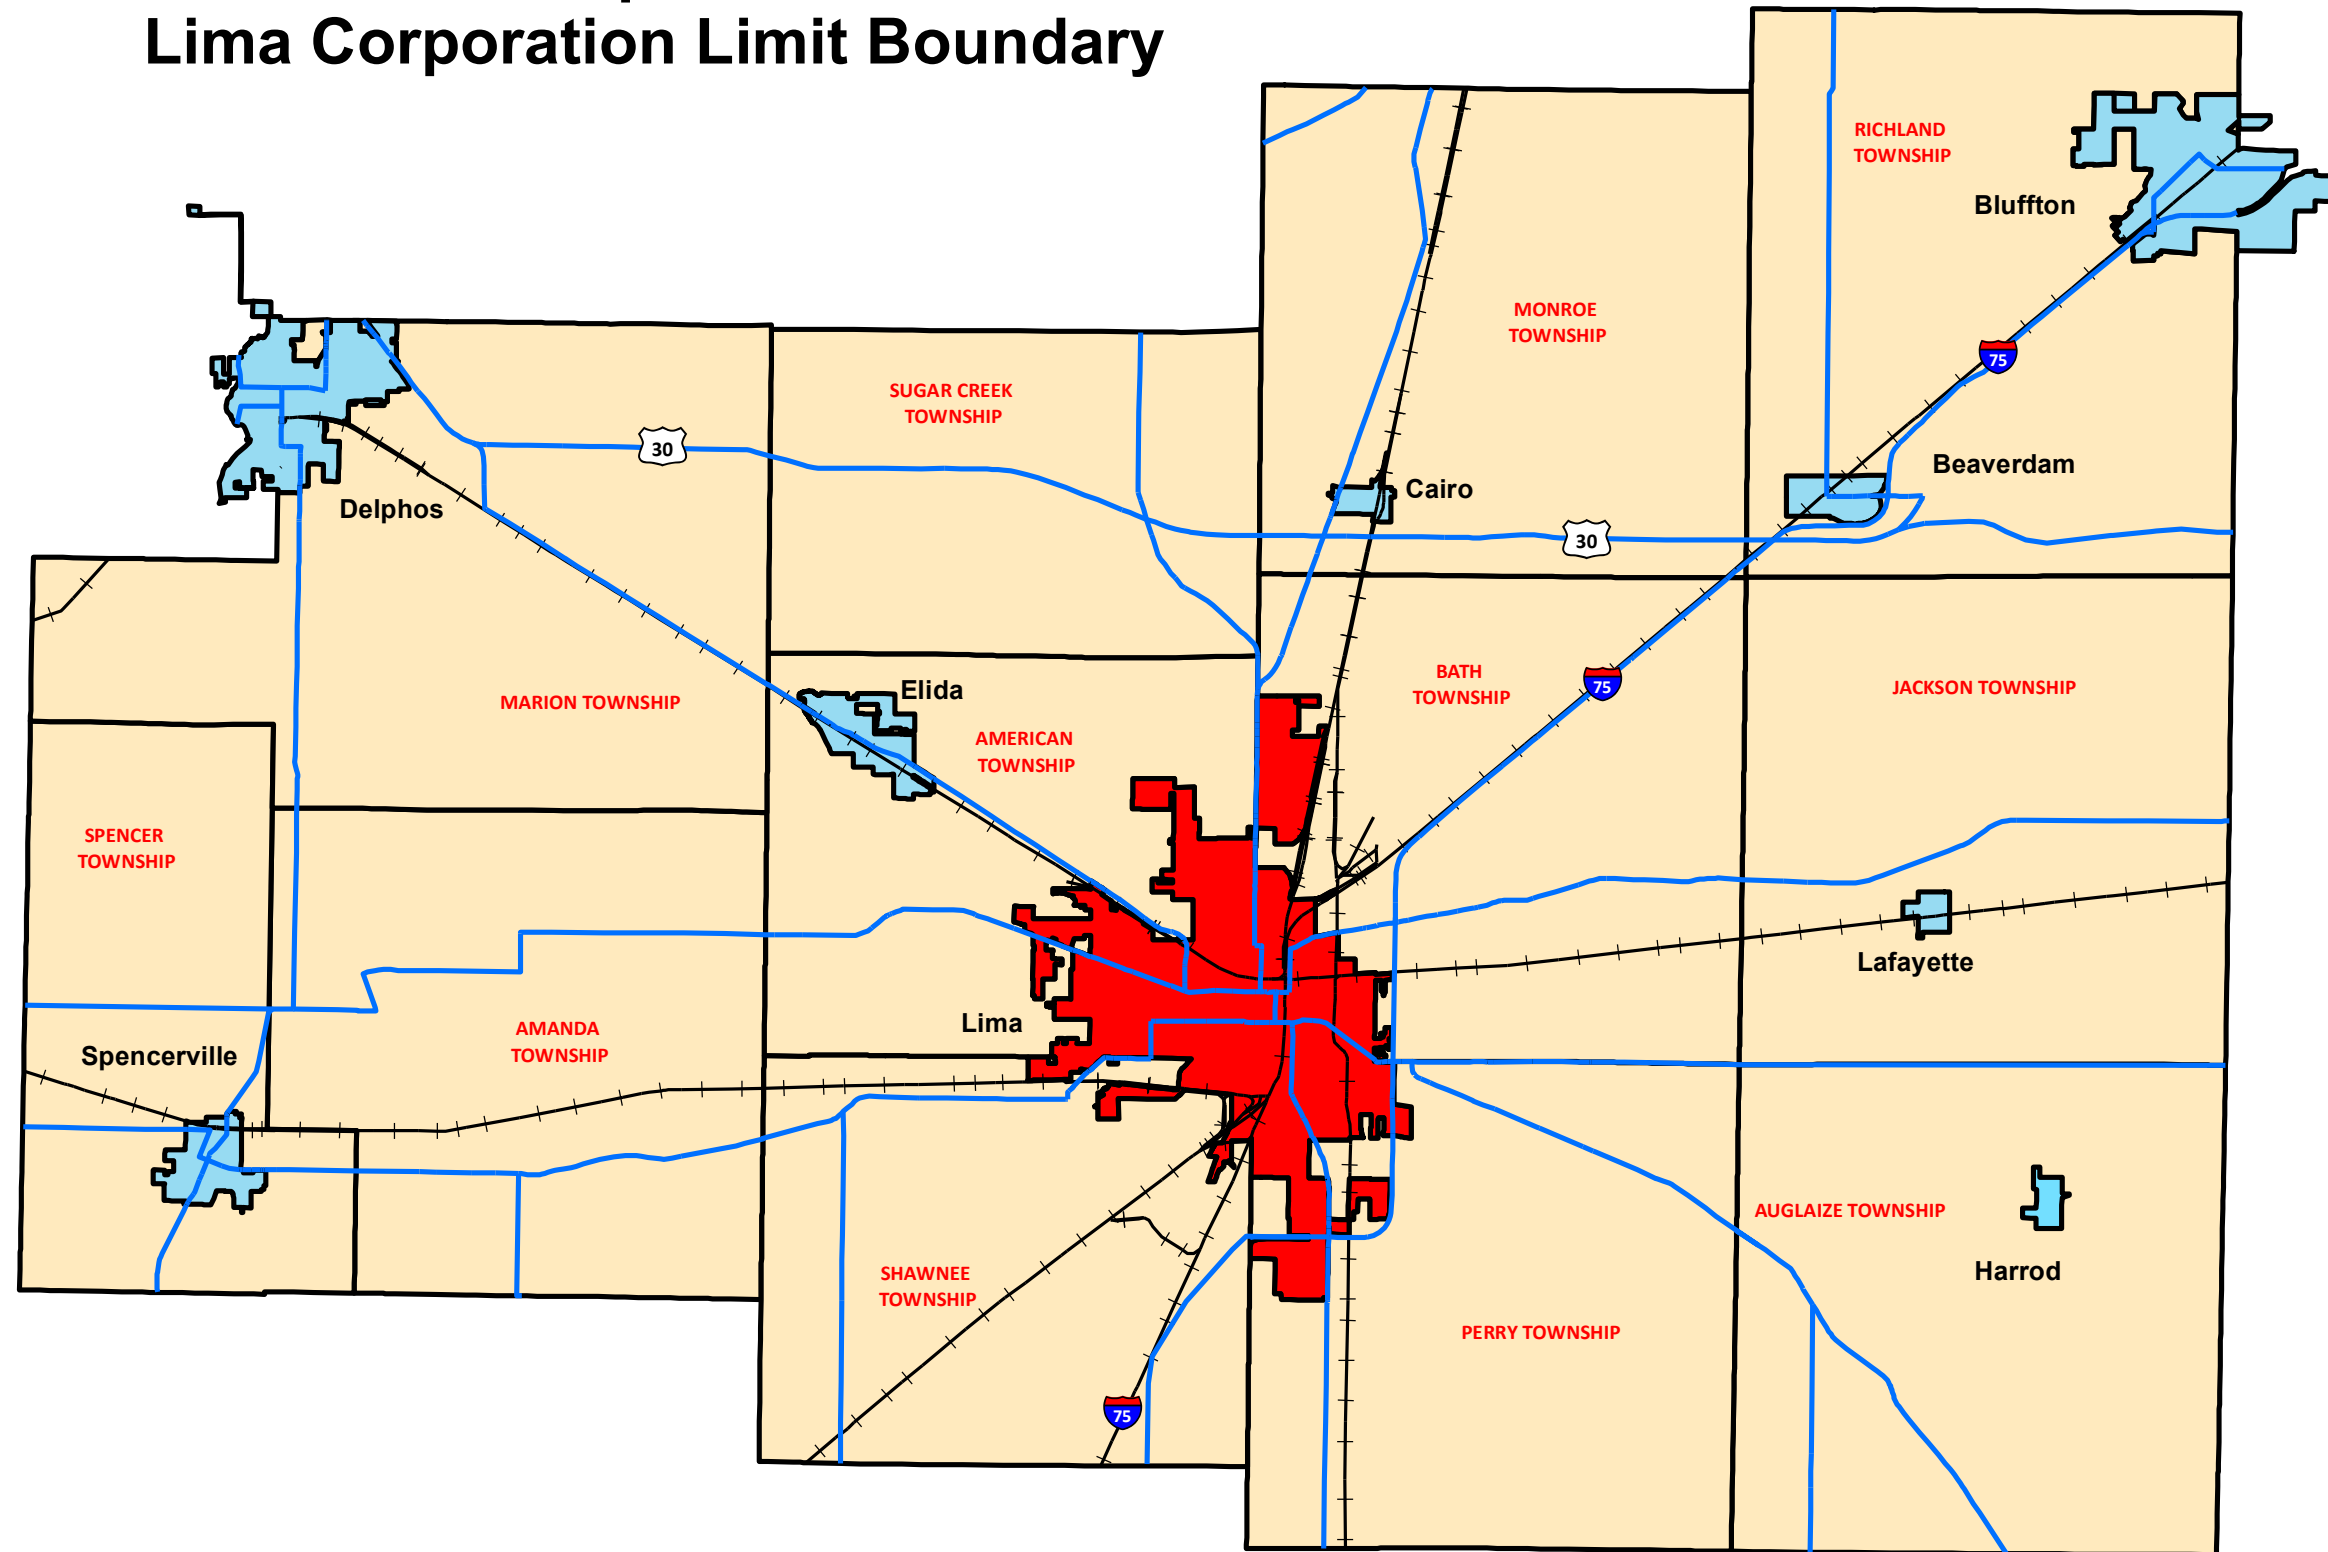 Lima Corporation Limit Boundary
RICHLAND
TOWNSHIP
Bluffton
MONROE
TOWNSHIP
75
SUGAR CREEK
TOWNSHIP
30
Beaverdam
Cairo
Delphos
30
BATH
TOWNSHIP
75
JACKSON TOWNSHIP
Elida
MARION TOWNSHIP
AMERICAN
TOWNSHIP
SPENCER
TOWNSHIP
Lafayette
Lima
AMANDA
TOWNSHIP
Spencerville
AUGLAIZE TOWNSHIP
Harrod
SHAWNEE
TOWNSHIP
PERRY TOWNSHIP
75